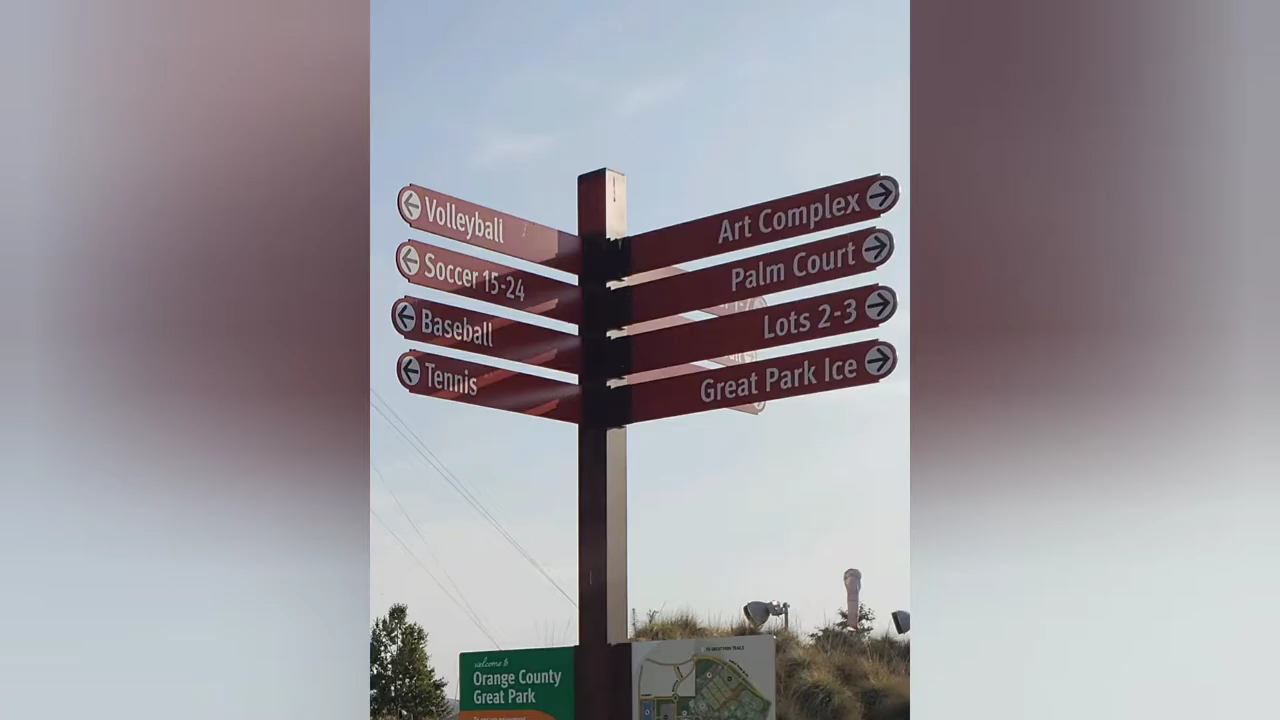 Volleyball
Soccer 15-24
Baseball
Tennis
Art Complex
Palm Court
Lots 2-3
Great Park Ice
welcome to
Orange County
Great Park